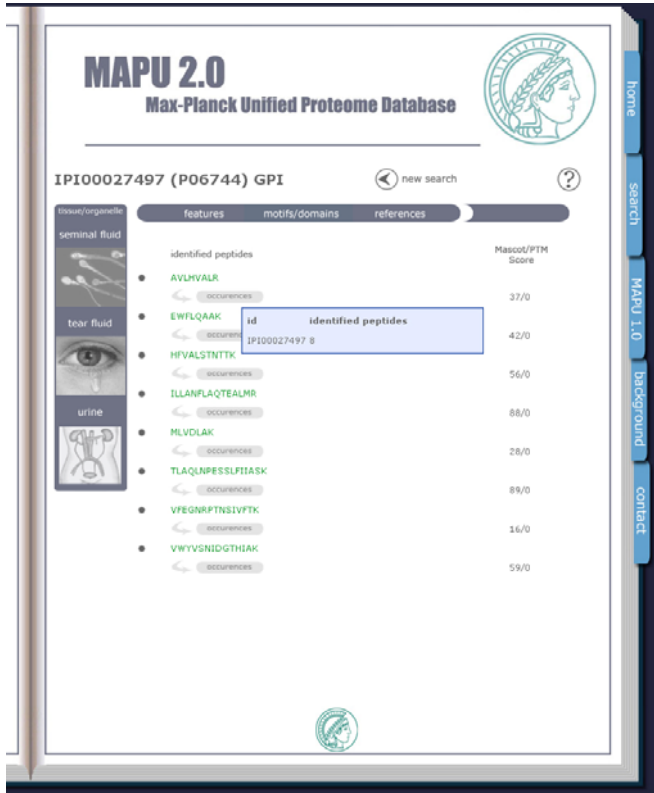 MAPU 2.0
Max-Planck Unified Proteome Database
IPI00027497 (P06744) GPI
new search
?
tissue/organelle
features motifs/domains references
seminal fluid
tear fluid
urine
identified peptides Mascot/PTM
Score
AVLHVALR
occurences 37/0
EWFLQAAK
occurenc 42/0
id identified peptides
IPI00027497 8
HFVALSTNTTK
occurences 56/0
ILLANFLAQTEALMR
occurences 88/0
MLVDLAK
occurences 28/0
TLAQLNPESSLFIIASK
occurences 89/0
VFEGNRPTNSIVFTK
occurences 16/0
VWYVSNIDGTHIAK
occurences 59/0
home
search
MAPU 1.0
background
contact